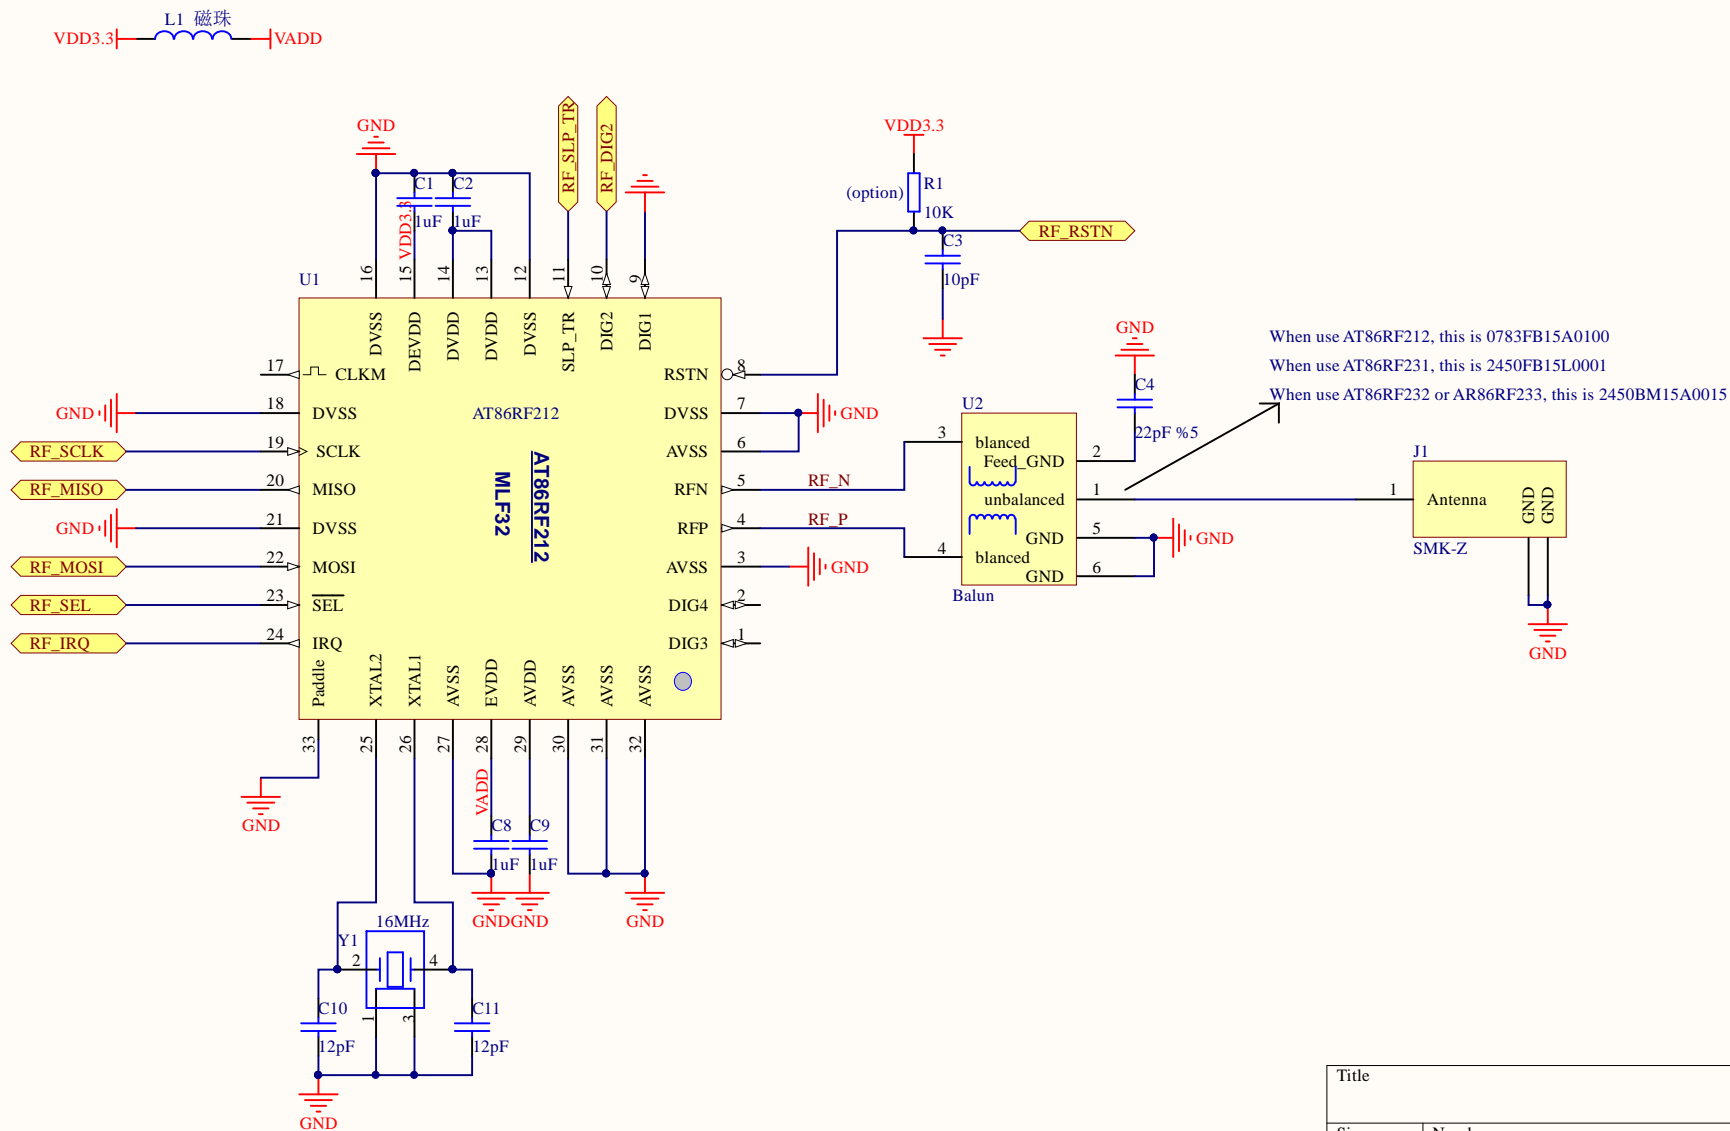 L1 磁珠
VDD3.3 VADD
GND
RF_SLP_TR
RF_DIG2
VDD3.3
(option) R1
10K
C1 C2
1uF 1uF
VDD3.3
RF_RSTN
C3
10pF
U1
16 15 14 13 12 11 10 9
DVSS DEVDD DVDD DVDD DVSS SLP_TR DIG2 DIG1
17 CLKM
GND 18 DVSS
RF_SCLK 19 SCLK
RF_MISO 20 MISO
GND 21 DVSS
RF_MOSI 22 MOSI
RF_SEL 23 SEL
RF_IRQ 24 IRQ
AT86RF212
AT86RF212
MLF32
RSTN 8
DVSS 7 GND
AVSS 6
RFN 5 RF_N
RFP 4 RF_P
AVSS 3 GND
DIG4 2
DIG3 1
Paddle XTAL2 XTAL1 AVSS EVDD AVDD AVSS AVSS AVSS
33 25 26 27 28 29 30 31 32
GND
VADD
C8 C9
1uF 1uF
GND GND GND
16MHz
Y1
2 4
1 3
C10 C11
12pF 12pF
GND
GND
C4
22pF %5
U2
3 blanced
Feed_GND 2
unbalanced 1
GND 5 GND
4 blanced
GND 6
Balun
When use AT86RF212, this is 0783FB15A0100
When use AT86RF231, this is 2450FB15L0001
When use AT86RF232 or AR86RF233, this is 2450BM15A0015
J1
1 Antenna
GND GND
SMK-Z
GND
Title